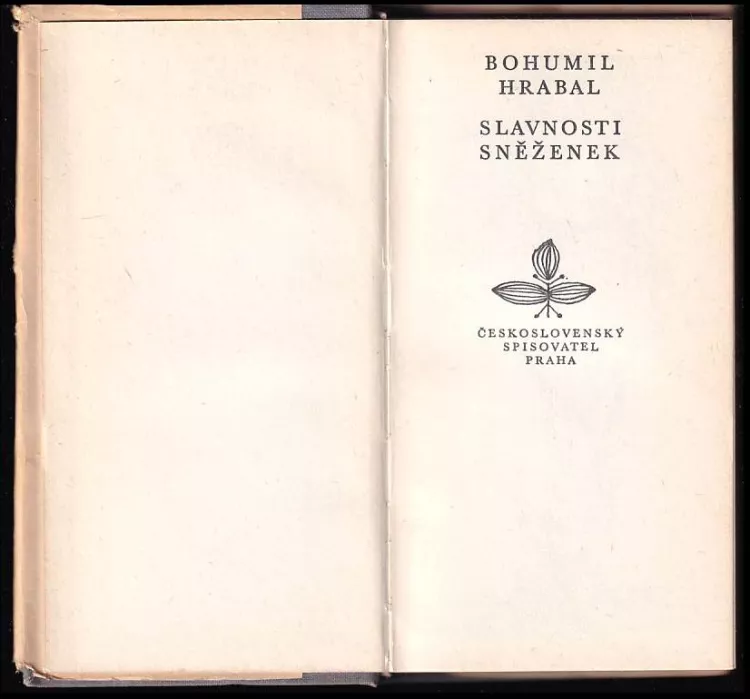 BOHUMIL
HRABAL
SLAVNOSTI
SNĚŽENEK
ČESKOSLOVENSKÝ
SPISOVATEL
PRAHA